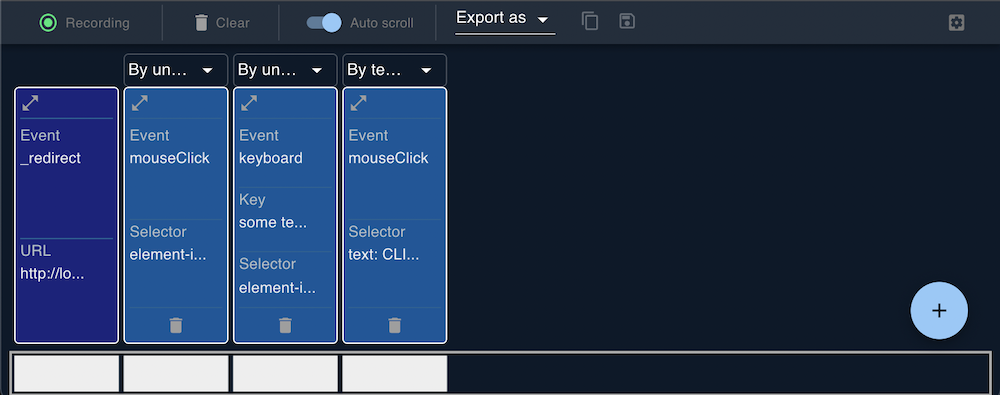 Recording
Clear
Auto scroll
Export as
By un...
By un...
By te...
Event
_redirect
URL
http://lo...
Event
mouseClick
Selector
element-i...
Event
keyboard
Key
some te...
Selector
element-i...
Event
mouseClick
Selector
text: CLI...
+